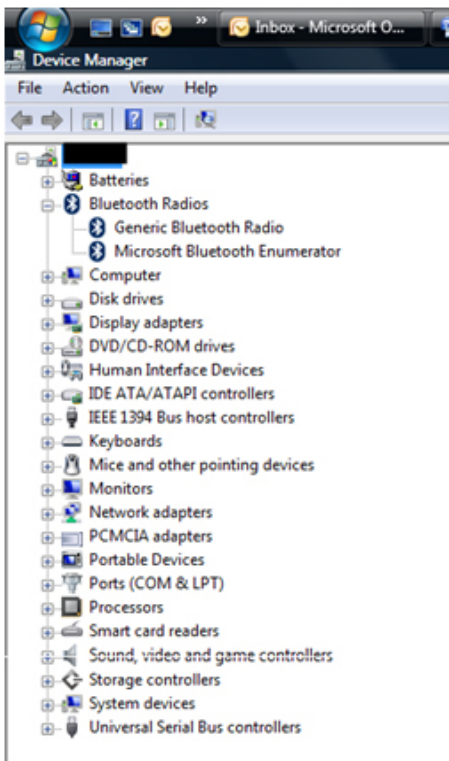 »
Inbox - Microsoft O...
Device Manager
File Action View Help
Batteries
Bluetooth Radios
Generic Bluetooth Radio
Microsoft Bluetooth Enumerator
Computer
Disk drives
Display adapters
DVD/CD-ROM drives
Human Interface Devices
IDE ATA/ATAPI controllers
IEEE 1394 Bus host controllers
Keyboards
Mice and other pointing devices
Monitors
Network adapters
PCMCIA adapters
Portable Devices
Ports (COM & LPT)
Processors
Smart card readers
Sound, video and game controllers
Storage controllers
System devices
Universal Serial Bus controllers